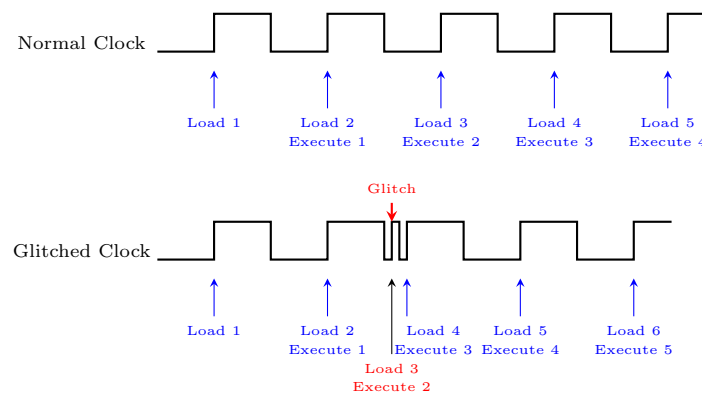 Normal Clock
Load 1
Load 2
Execute 1
Load 3
Execute 2
Load 4
Execute 3
Load 5
Execute 4
Glitch
Glitched Clock
Load 1
Load 2
Execute 1
Load 3
Execute 2
Load 4
Execute 3
Load 5
Execute 4
Load 6
Execute 5